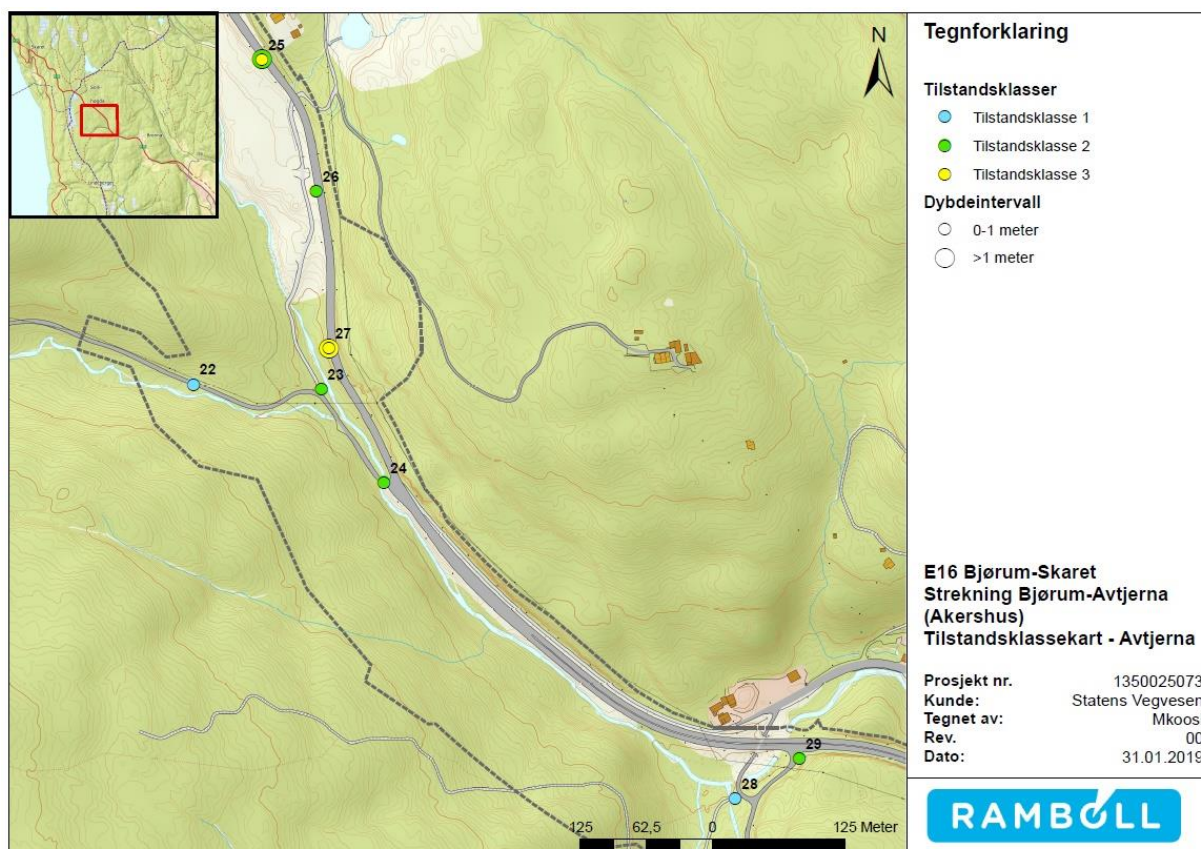 25
26
27
22
23
24
29
28
N
125 62,5 0 125 Meter
Tegnforklaring
Tilstandsklasser
Tilstandsklasse 1
Tilstandsklasse 2
Tilstandsklasse 3
Dybdeintervall
0-1 meter
>1 meter
E16 Bjørum-Skaret
Strekning Bjørum-Avtjerna
(Akershus)
Tilstandsklassekart - Avtjerna
Prosjekt nr. 1350025073
Kunde: Statens Vegvesen
Tegnet av: Mkoos
Rev. 00
Dato: 31.01.2019
RAMBOLL